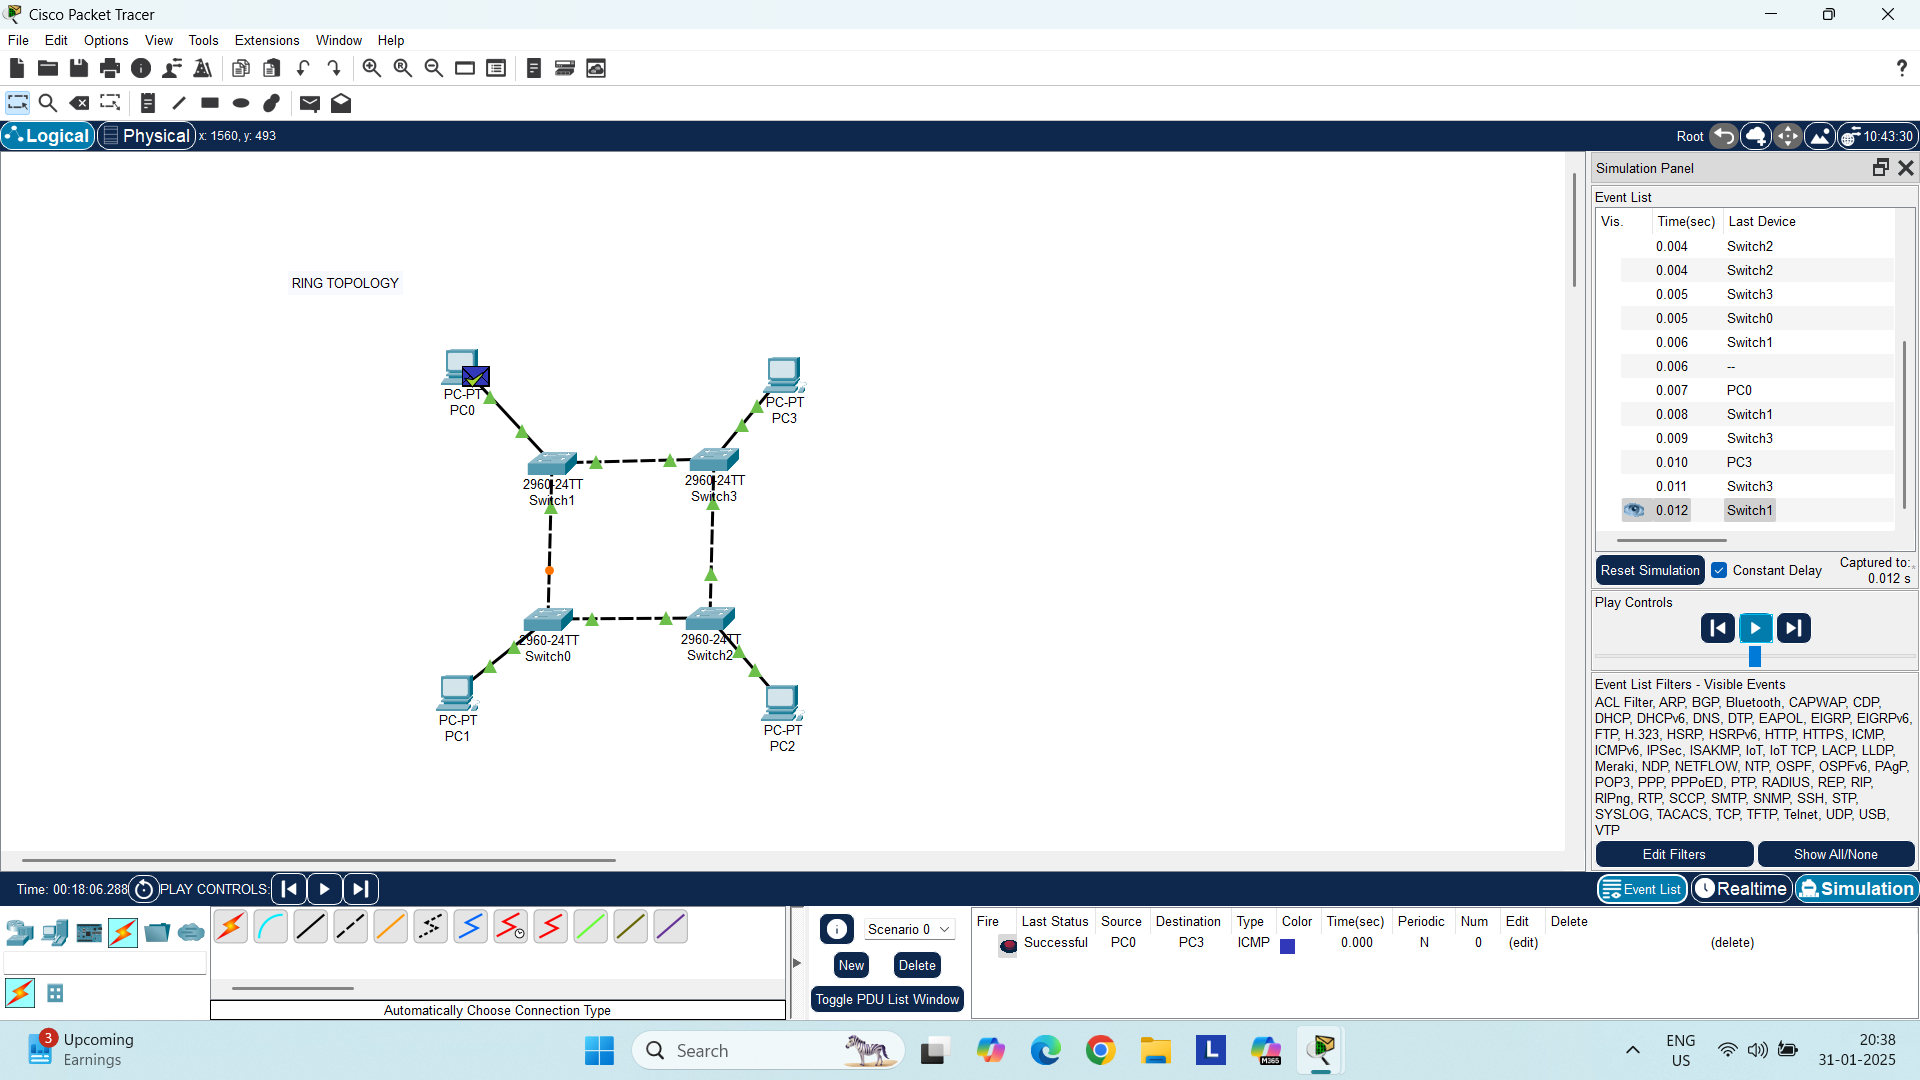 Cisco Packet Tracer
File Edit Options View Tools Extensions Window Help
?
Logical Physical x: 1560, y: 493 Root 10:43:30
Simulation Panel
Event List
Vis. Time(sec) Last Device
0.004 Switch2
0.004 Switch2
0.005 Switch3
0.005 Switch0
0.006 Switch1
0.006 --
0.007 PC0
0.008 Switch1
0.009 Switch3
0.010 PC3
0.011 Switch3
0.012 Switch1
Reset Simulation Constant Delay Captured to:
0.012 s
Play Controls
Event List Filters - Visible Events
ACL Filter, ARP, BGP, Bluetooth, CAPWAP, CDP,
DHCP, DHCPv6, DNS, DTP, EAPOL, EIGRP, EIGRPv6,
FTP, H.323, HSRP, HSRPv6, HTTP, HTTPS, ICMP,
ICMPv6, IPSec, ISAKMP, IoT, IoT TCP, LACP, LLDP,
Meraki, NDP, NETFLOW, NTP, OSPF, OSPFv6, PAgP,
POP3, PPP, PPPoED, PTP, RADIUS, REP, RIP,
RIPng, RTP, SCCP, SMTP, SNMP, SSH, STP,
SYSLOG, TACACS, TCP, TFTP, Telnet, UDP, USB,
VTP
Edit Filters Show All/None
RING TOPOLOGY
PC-PT
PC0
PC-PT
PC3
2960-24TT
Switch1
2960-24TT
Switch3
2960-24TT
Switch0
2960-24TT
Switch2
PC-PT
PC1
PC-PT
PC2
Time: 00:18:06.288 PLAY CONTROLS:
Event List Realtime Simulation
Scenario 0
New Delete
Toggle PDU List Window
Automatically Choose Connection Type
Fire Last Status Source Destination Type Color Time(sec) Periodic Num Edit Delete
Successful PC0 PC3 ICMP 0.000 N 0 (edit) (delete)
3
Upcoming
Earnings
Search
L
M365
ENG
US
20:38
31-01-2025